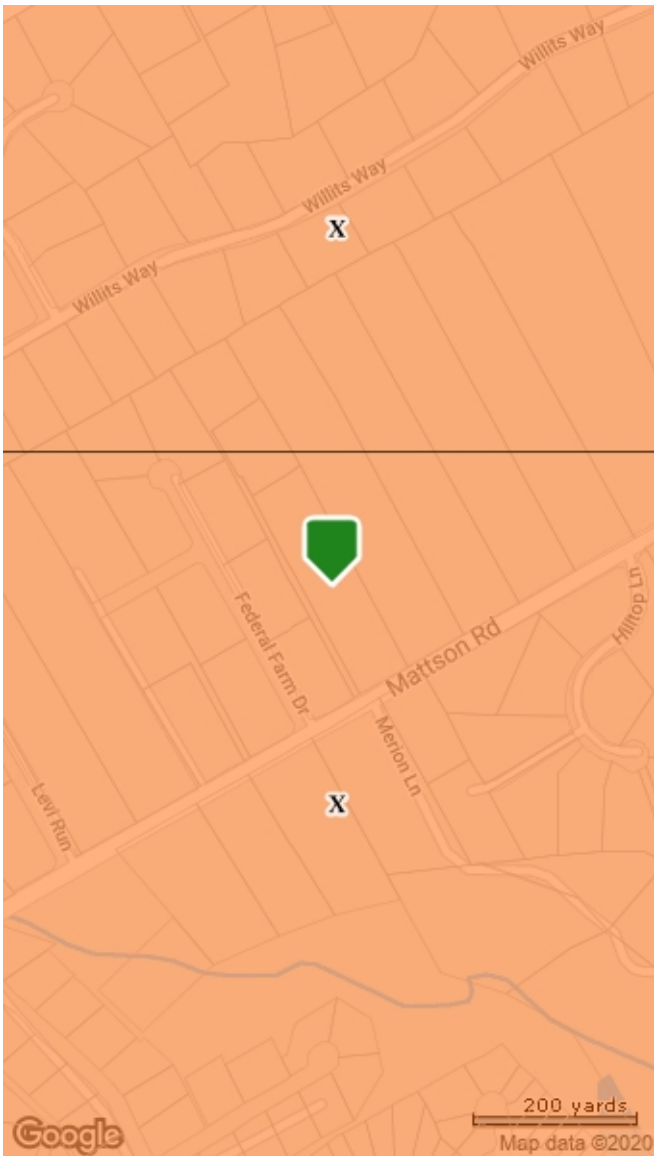 Willits Way
Willits Way
X
Willits Way
Hilltop Ln
Federal Farm Dr
Mattson Rd
Merion Ln
Levi Run
X
200 yards
Google
Map data ©2020